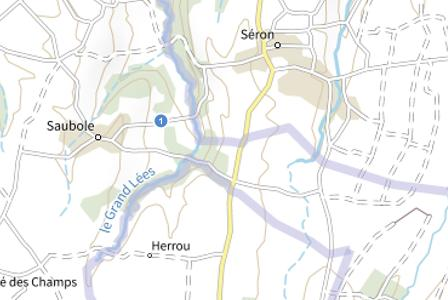 Séron
1
Saubole
le Grand Lées
Herrou
é des Champs